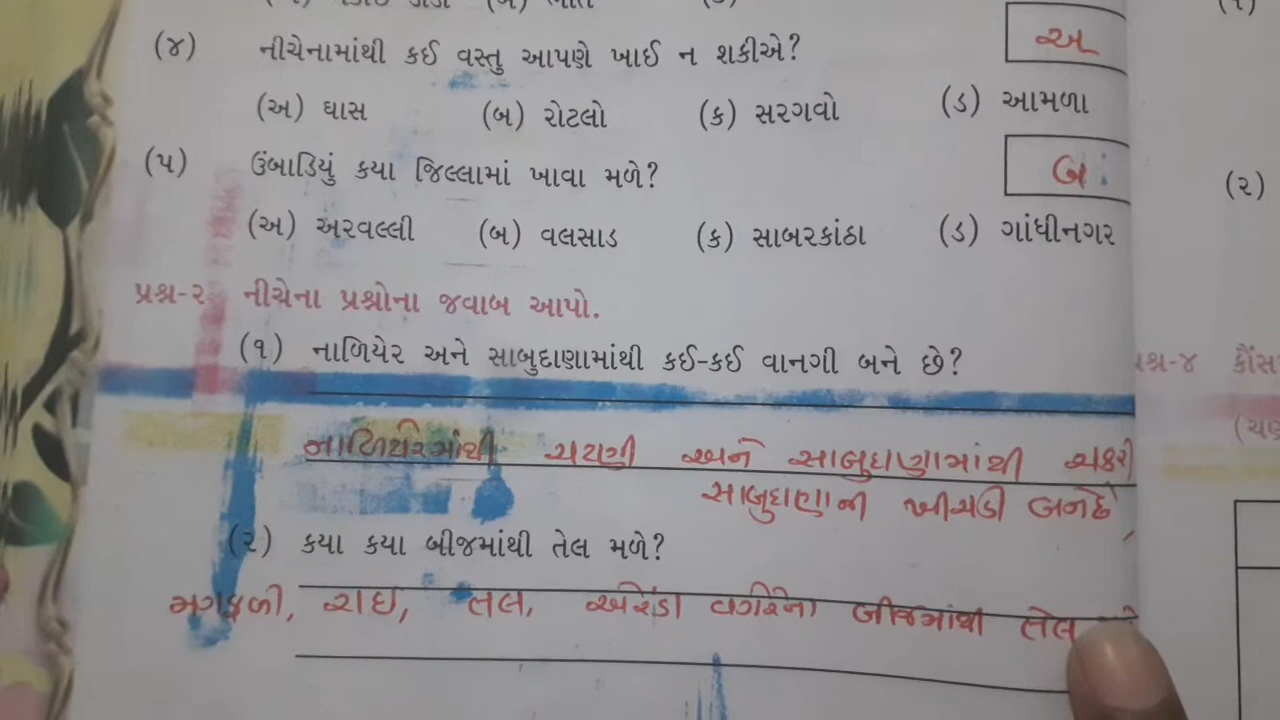 (૪) નીચેનામાંથી કઈ વસ્તુ આપણે ખાઈ ન શકીએ? અ
(અ) ઘાસ (બ) રોટલો (ક) સરગવો (ડ) આમળા
(૫) ઉંબાડિયું કયા જિલ્લામાં ખાવા મળે? બ
(અ) અરવલ્લી (બ) વલસાડ (ક) સાબરકાંઠા (ડ) ગાંધીનગર
પ્રશ્ન-૨ નીચેના પ્રશ્નોના જવાબ આપો.
(૧) નાળિયેર અને સાબુદાણામાંથી કઈ-કઈ વાનગી બને છે?
નાળિયેરમાંથી ચટણી અને સાબુદાણામાંથી ચકરી
સાબુદાણાની ખીચડી બનેછે
(૨) કયા કયા બીજમાંથી તેલ મળે?
મગફળી, રાઇ, તલ, એરંડા વગેરેના બીજમાંથી તેલ
(૨)
પ્રશ્ન-૪ કૌંસ